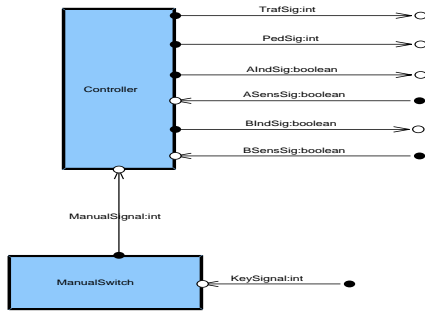 TrafSig:int
PedSig:int
AIndSig:boolean
Controller
ASensSig:boolean
BIndSig:boolean
BSensSig:boolean
ManualSignal:int
KeySignal:int
ManualSwitch